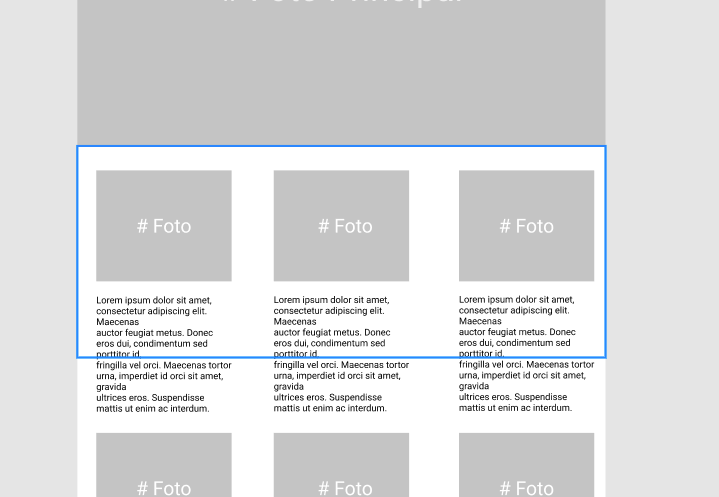 # Foto Principal
# Foto # Foto # Foto
Lorem ipsum dolor sit amet,
consectetur adipiscing elit.
Maecenas
auctor feugiat metus. Donec
eros dui, condimentum sed
porttitor id,
fringilla vel orci. Maecenas tortor
urna, imperdiet id orci sit amet,
gravida
ultrices eros. Suspendisse
mattis ut enim ac interdum.
Lorem ipsum dolor sit amet,
consectetur adipiscing elit.
Maecenas
auctor feugiat metus. Donec
eros dui, condimentum sed
porttitor id,
fringilla vel orci. Maecenas tortor
urna, imperdiet id orci sit amet,
gravida
ultrices eros. Suspendisse
mattis ut enim ac interdum.
Lorem ipsum dolor sit amet,
consectetur adipiscing elit.
Maecenas
auctor feugiat metus. Donec
eros dui, condimentum sed
porttitor id,
fringilla vel orci. Maecenas tortor
urna, imperdiet id orci sit amet,
gravida
ultrices eros. Suspendisse
mattis ut enim ac interdum.
# Foto # Foto # Foto